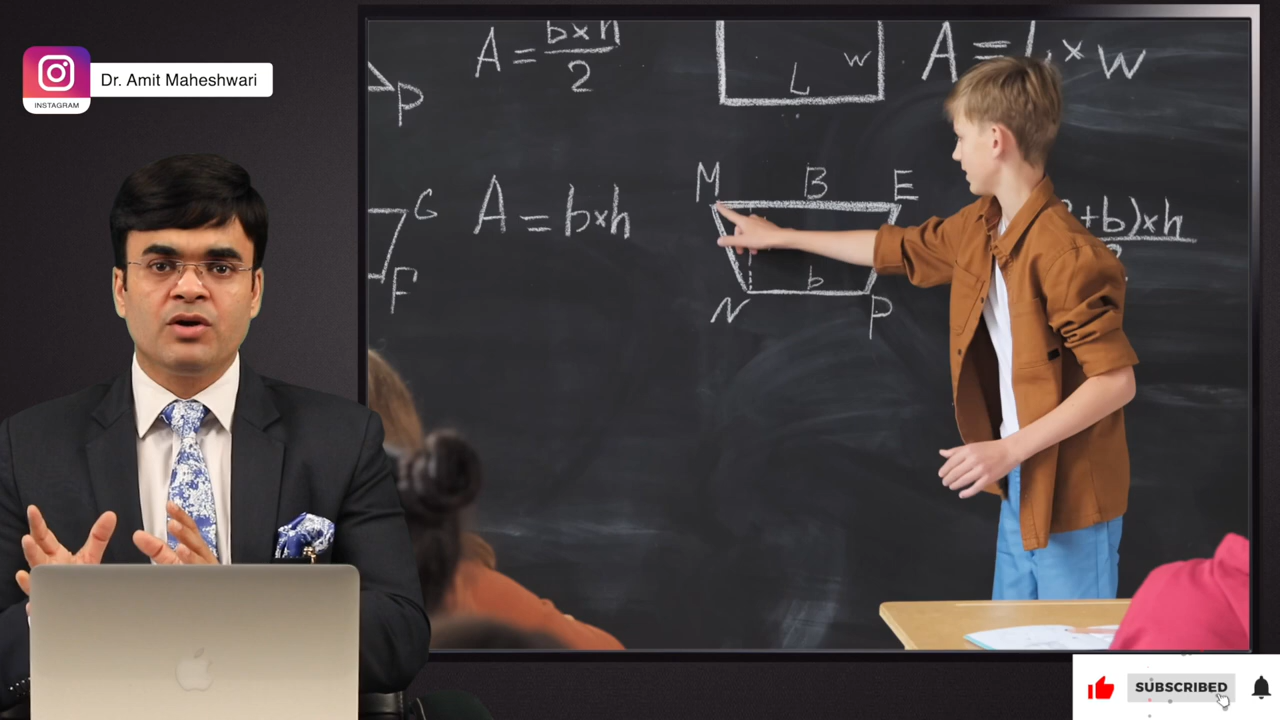 INSTAGRAM
Dr. Amit Maheshwari
A = b×h
2
L
w
A = L×w
P
G
F
A = b×h
M B E
b
N P
+b)×h
SUBSCRIBED